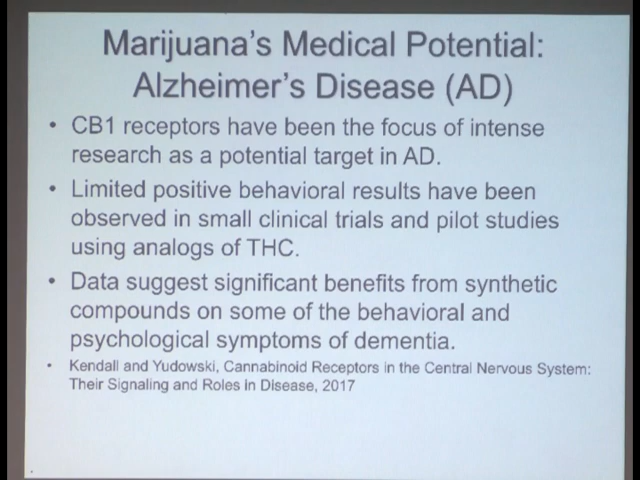 Marijuana's Medical Potential:
Alzheimer's Disease (AD)
• CB1 receptors have been the focus of intense
research as a potential target in AD.
• Limited positive behavioral results have been
observed in small clinical trials and pilot studies
using analogs of THC.
• Data suggest significant benefits from synthetic
compounds on some of the behavioral and
psychological symptoms of dementia.
• Kendall and Yudowski, Cannabinoid Receptors in the Central Nervous System:
Their Signaling and Roles in Disease, 2017